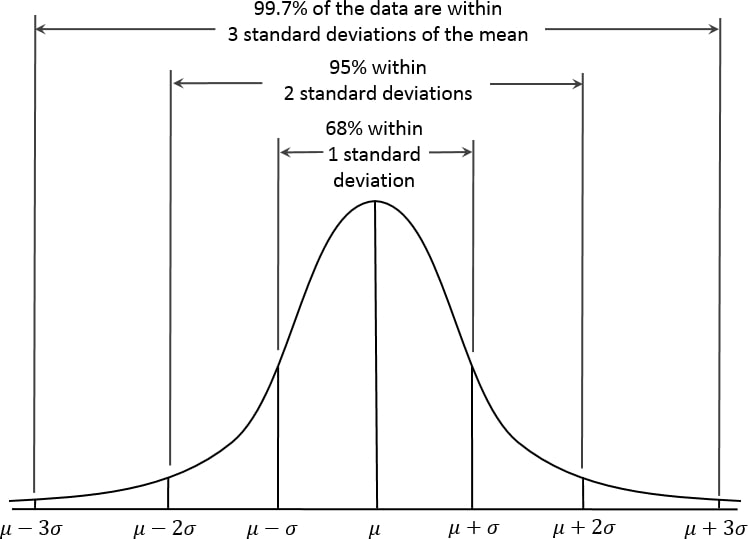 99.7% of the data are within
3 standard deviations of the mean
95% within
2 standard deviations
68% within
1 standard
deviation
μ − 3σ μ − 2σ μ − σ μ μ + σ μ + 2σ μ + 3σ